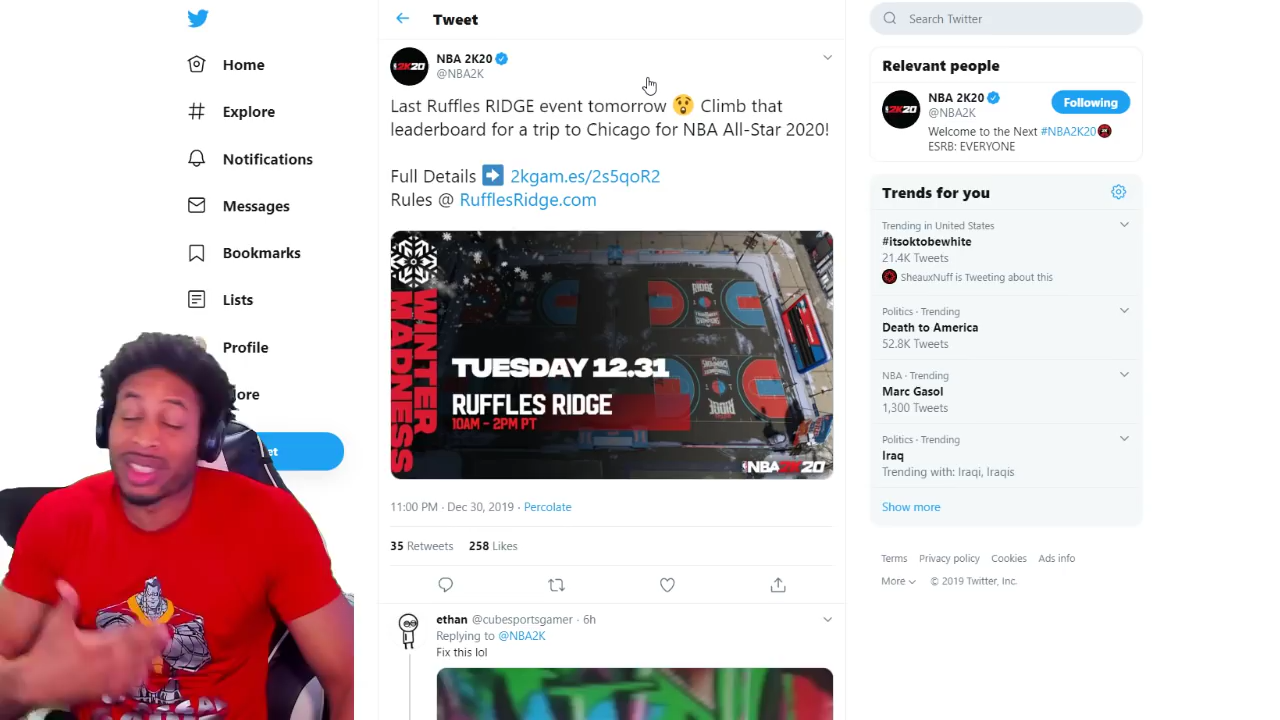 Home
Explore
Notifications
Messages
Bookmarks
Lists
Profile
Tweet
NBA 2K20
@NBA2K
Last Ruffles RIDGE event tomorrow 😲 Climb that
leaderboard for a trip to Chicago for NBA All-Star 2020!
Full Details ➡️ 2kgam.es/2s5qoR2
Rules @ RufflesRidge.com
WINTER
MADNESS
TUESDAY 12.31
RUFFLES RIDGE
10AM - 2PM PT
NBA 2K20
11:00 PM · Dec 30, 2019 · Percolate
35 Retweets 258 Likes
ethan @cubesportsgamer · 6h
Replying to @NBA2K
Fix this lol
Search Twitter
Relevant people
NBA 2K20
@NBA2K
Following
Welcome to the Next #NBA2K20
ESRB: EVERYONE
Trends for you
Trending in United States
#itsoktobewhite
21.4K Tweets
SheauxNuff is Tweeting about this
Politics · Trending
Death to America
52.8K Tweets
NBA · Trending
Marc Gasol
1,300 Tweets
Politics · Trending
Iraq
Trending with: Iraqi, Iraqis
Show more
Terms Privacy policy Cookies Ads info
More © 2019 Twitter, Inc.